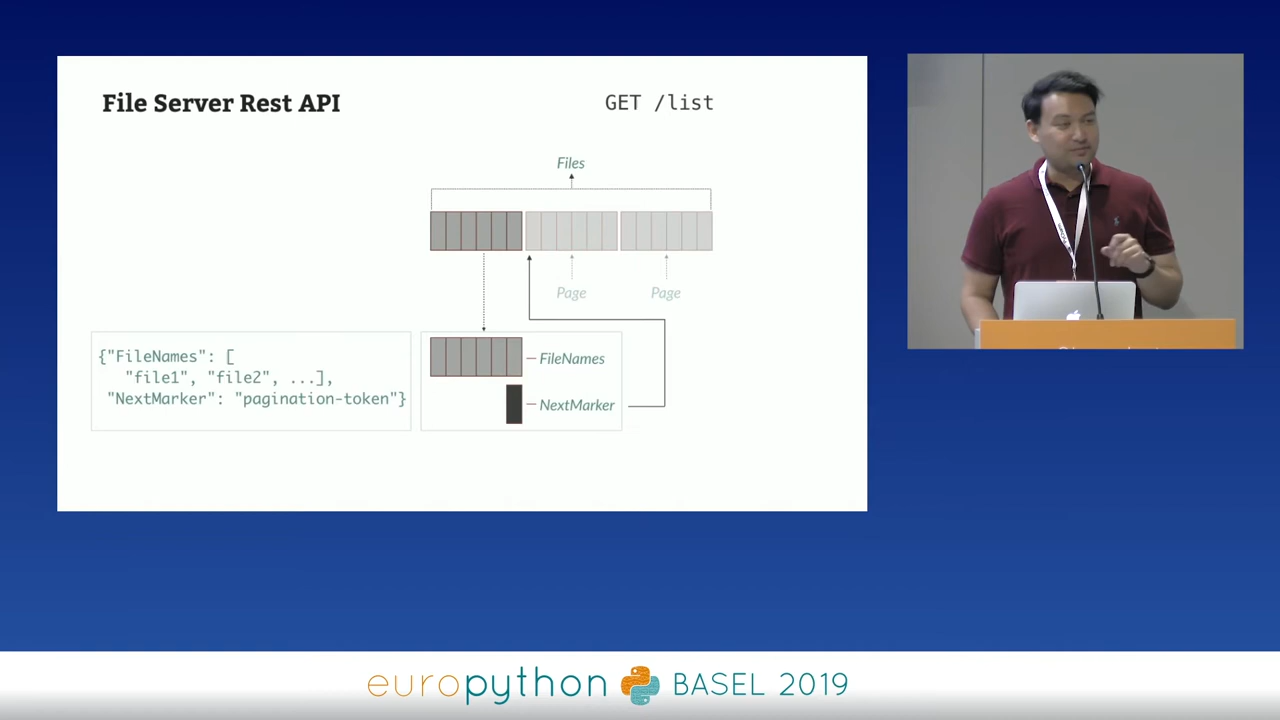 File Server Rest API
GET /list
Files
Page
Page
{"FileNames": [
"file1", "file2", ...],
"NextMarker": "pagination-token"}
FileNames
NextMarker
europython BASEL 2019